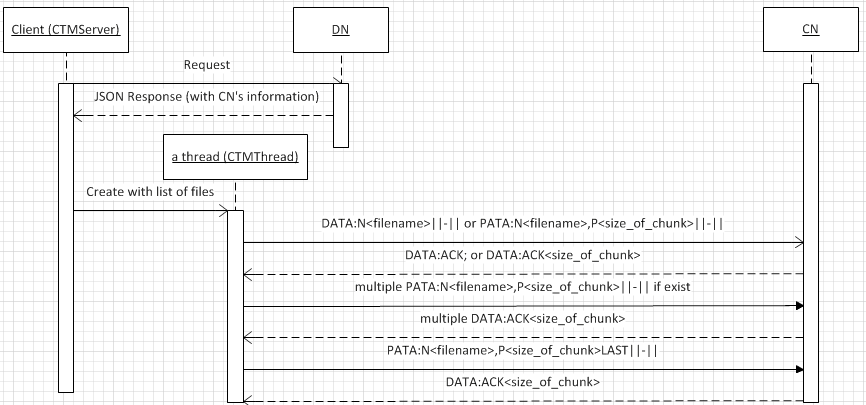 Client (CTMServer)
DN
CN
Request
JSON Response (with CN's information)
a thread (CTMThread)
Create with list of files
DATA:N<filename>||-|| or PATA:N<filename>,P<size_of_chunk>||-||
DATA:ACK; or DATA:ACK<size_of_chunk>
multiple PATA:N<filename>,P<size_of_chunk>||-|| if exist
multiple DATA:ACK<size_of_chunk>
PATA:N<filename>,P<size_of_chunk>LAST||-||
DATA:ACK<size_of_chunk>